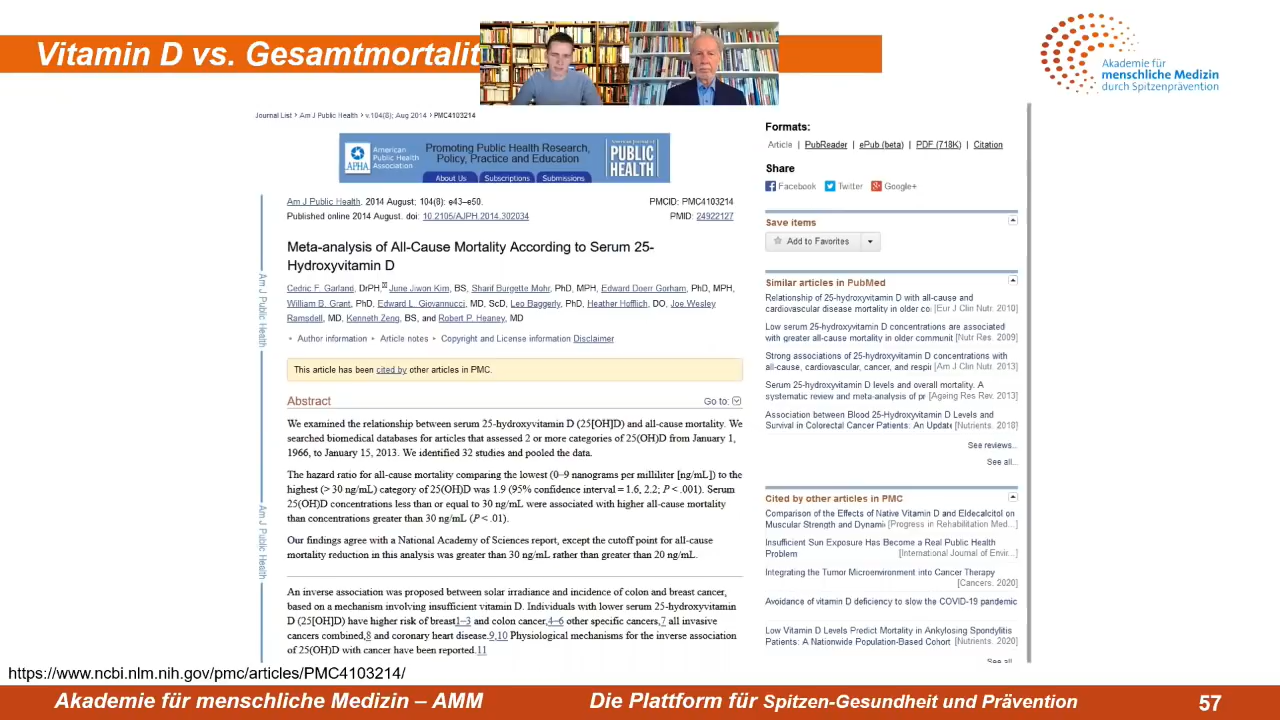 Vitamin D vs. Gesamtmortalit
Akademie für
menschliche Medizin
durch Spitzenprävention
Journal List > Am J Public Health > v.104(8); Aug 2014 > PMC4103214
APHA
American
Public Health
Association
Promoting Public Health Research,
Policy, Practice and Education
About Us
Subscriptions
Submissions
PUBLIC
HEALTH
Am J Public Health. 2014 August; 104(8): e43–e50.
PMCID: PMC4103214
Published online 2014 August. doi: 10.2105/AJPH.2014.302034
PMID: 24922127
Meta-analysis of All-Cause Mortality According to Serum 25-
Hydroxyvitamin D
Cedric F. Garland, DrPH, June Jiwon Kim, BS, Sharif Burgette Mohr, PhD, MPH, Edward Doerr Gorham, PhD, MPH,
William B. Grant, PhD, Edward L. Giovannucci, MD, ScD, Leo Baggerly, PhD, Heather Hofflich, DO, Joe Wesley
Ramsdell, MD, Kenneth Zeng, BS, and Robert P. Heaney, MD
Author information ▸ Article notes ▸ Copyright and License information Disclaimer
This article has been cited by other articles in PMC.
Abstract
Go to:
We examined the relationship between serum 25-hydroxyvitamin D (25[OH]D) and all-cause mortality. We
searched biomedical databases for articles that assessed 2 or more categories of 25(OH)D from January 1,
1966, to January 15, 2013. We identified 32 studies and pooled the data.
The hazard ratio for all-cause mortality comparing the lowest (0–9 nanograms per milliliter [ng/mL]) to the
highest (> 30 ng/mL) category of 25(OH)D was 1.9 (95% confidence interval = 1.6, 2.2; P < .001). Serum
25(OH)D concentrations less than or equal to 30 ng/mL were associated with higher all-cause mortality
than concentrations greater than 30 ng/mL (P < .01).
Our findings agree with a National Academy of Sciences report, except the cutoff point for all-cause
mortality reduction in this analysis was greater than 30 ng/mL rather than greater than 20 ng/mL.
An inverse association was proposed between solar irradiance and incidence of colon and breast cancer,
based on a mechanism involving insufficient vitamin D. Individuals with lower serum 25-hydroxyvitamin
D (25[OH]D) have higher risk of breast1–3 and colon cancer,4–6 other specific cancers,7 all invasive
cancers combined,8 and coronary heart disease.9,10 Physiological mechanisms for the inverse association
of 25(OH)D with cancer have been reported.11
Am J Public Health
Am J Public Health
Formats:
Article | PubReader | ePub (beta) | PDF (718K) | Citation
Share
Facebook Twitter Google+
Save items
Add to Favorites
Similar articles in PubMed
Relationship of 25-hydroxyvitamin D with all-cause and
cardiovascular disease mortality in older co [Eur J Clin Nutr. 2010]
Low serum 25-hydroxyvitamin D concentrations are associated
with greater all-cause mortality in older communit [Nutr Res. 2009]
Strong associations of 25-hydroxyvitamin D concentrations with
all-cause, cardiovascular, cancer, and respi [Am J Clin Nutr. 2013]
Serum 25-hydroxyvitamin D levels and overall mortality. A
systematic review and meta-analysis of pr [Ageing Res Rev. 2013]
Association between Blood 25-Hydroxyvitamin D Levels and
Survival in Colorectal Cancer Patients: An Update [Nutrients. 2018]
See reviews...
See all...
Cited by other articles in PMC
Comparison of the Effects of Native Vitamin D and Eldecalcitol on
Muscular Strength and Dynami [Progress in Rehabilitation Med...]
Insufficient Sun Exposure Has Become a Real Public Health
Problem [International Journal of Envir...]
Integrating the Tumor Microenvironment into Cancer Therapy
[Cancers. 2020]
Avoidance of vitamin D deficiency to slow the COVID-19 pandemic
Low Vitamin D Levels Predict Mortality in Ankylosing Spondylitis
Patients: A Nationwide Population-Based Cohort [Nutrients. 2020]
See all
https://www.ncbi.nlm.nih.gov/pmc/articles/PMC4103214/
Akademie für menschliche Medizin – AMM
Die Plattform für Spitzen-Gesundheit und Prävention
57